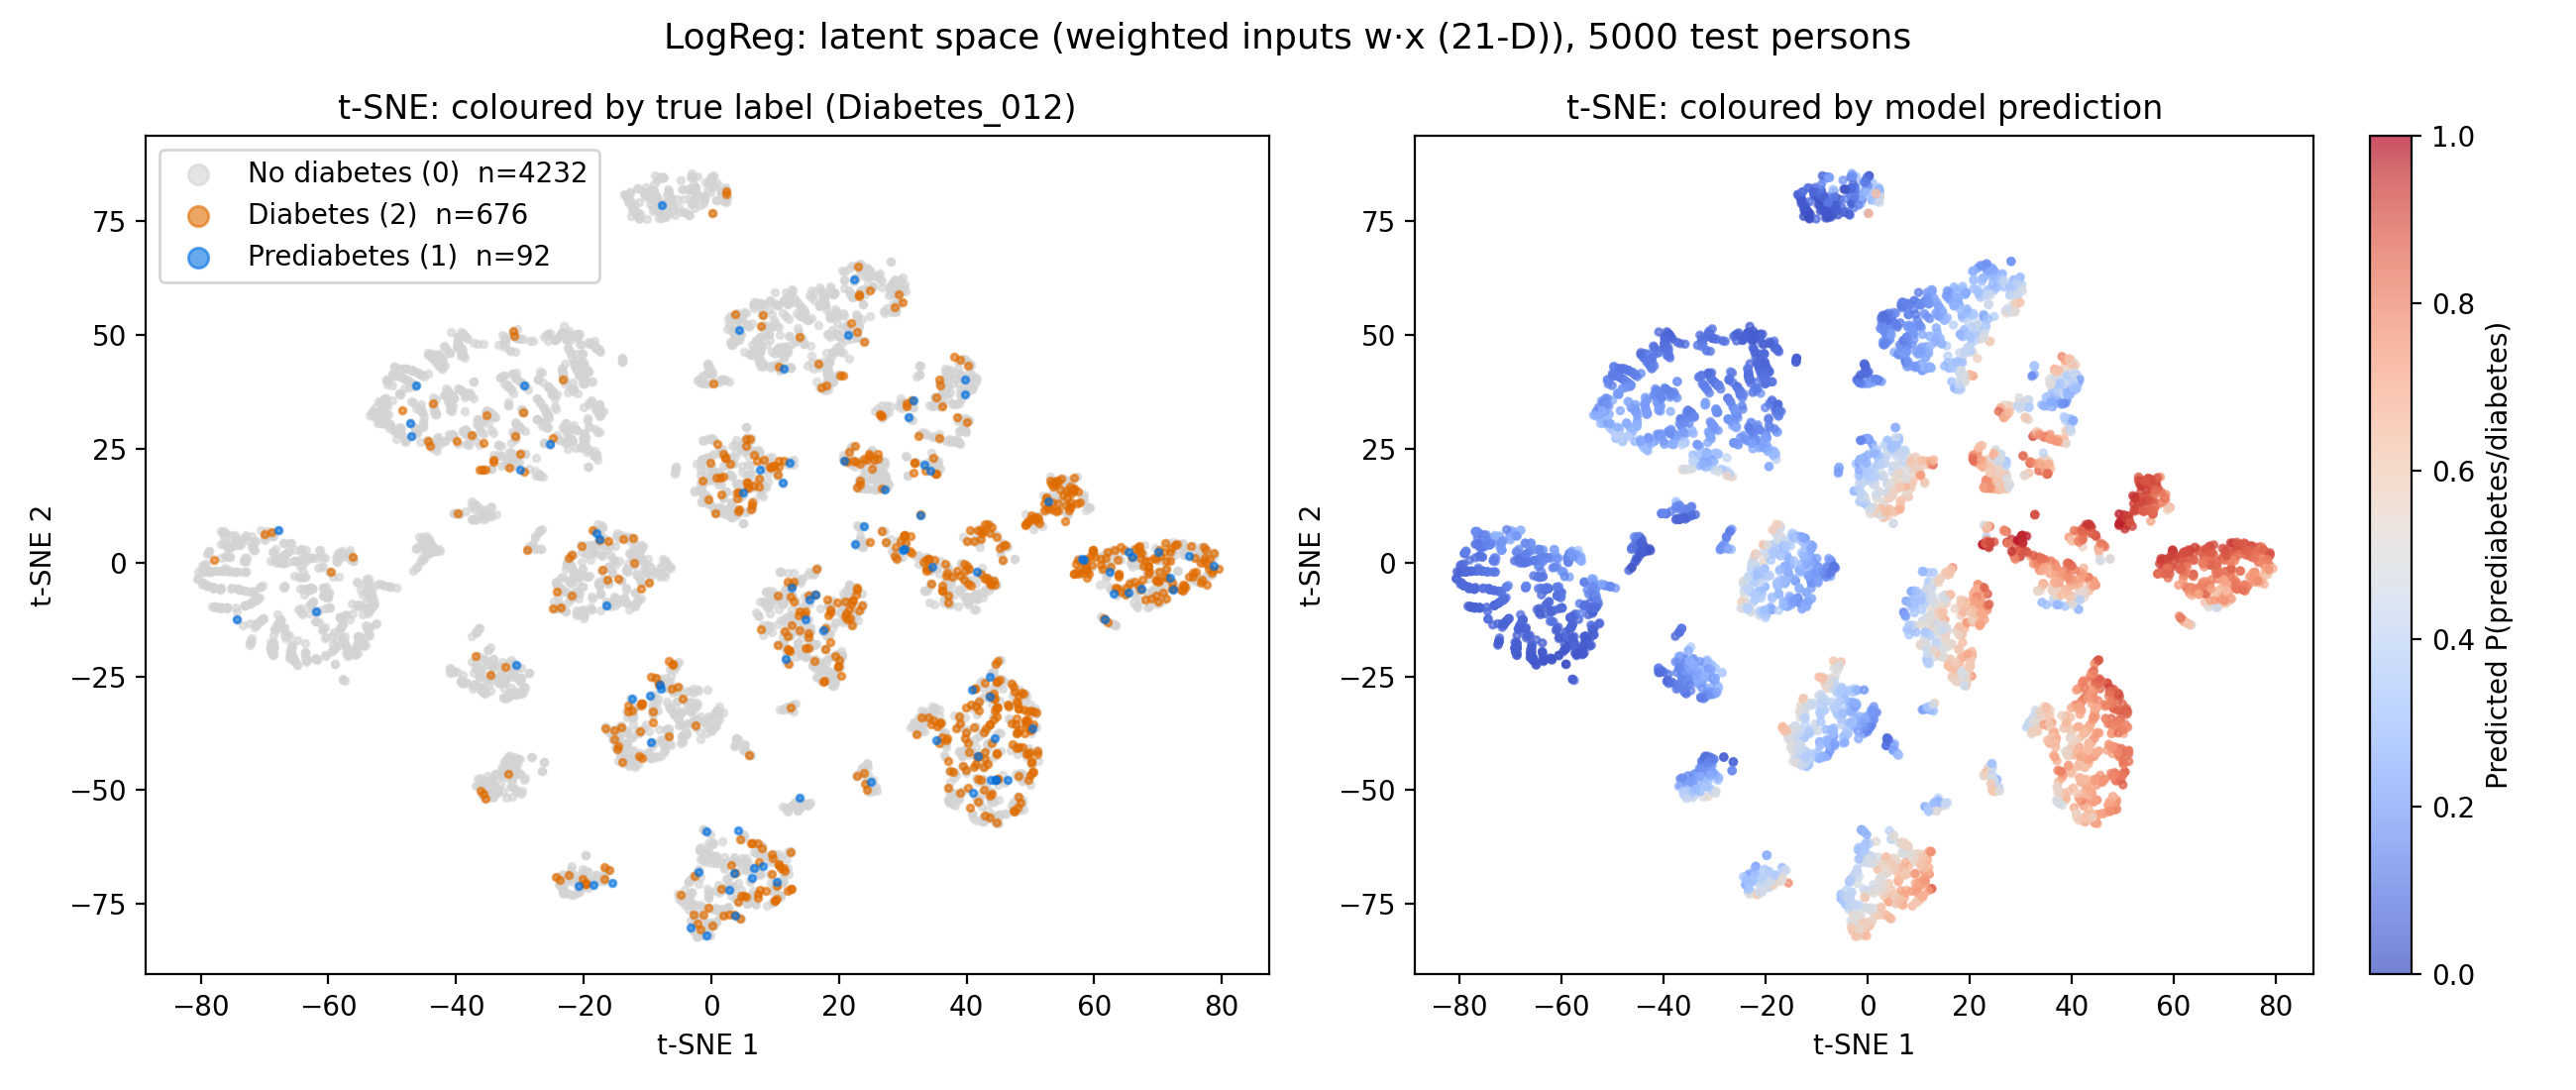 LogReg: latent space (weighted inputs w·x (21-D)), 5000 test persons
t-SNE: coloured by true label (Diabetes_012)
No diabetes (0)  n=4232
Diabetes (2)  n=676
Prediabetes (1)  n=92
75
50
25
0
−25
−50
−75
t-SNE 2
−80 −60 −40 −20 0 20 40 60 80
t-SNE 1
t-SNE: coloured by model prediction
75
50
25
0
−25
−50
−75
t-SNE 2
−80 −60 −40 −20 0 20 40 60 80
t-SNE 1
1.0
0.8
0.6
0.4
0.2
0.0
Predicted P(prediabetes/diabetes)